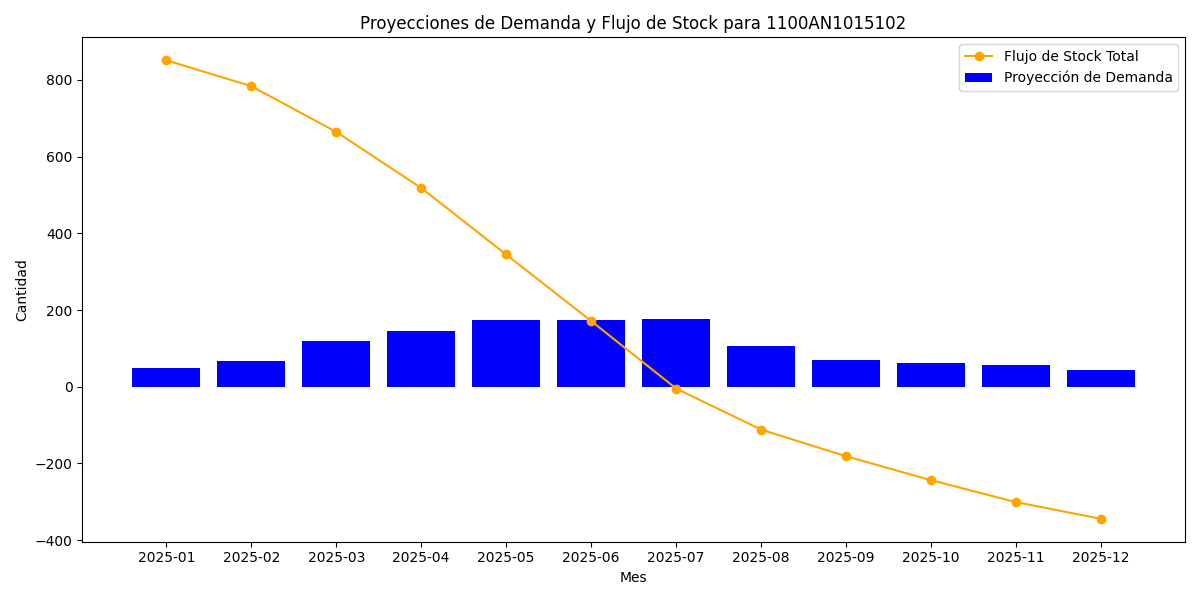 Proyecciones de Demanda y Flujo de Stock para 1100AN1015102
Flujo de Stock Total
Proyección de Demanda
Cantidad
800
600
400
200
0
−200
−400
2025-01 2025-02 2025-03 2025-04 2025-05 2025-06 2025-07 2025-08 2025-09 2025-10 2025-11 2025-12
Mes